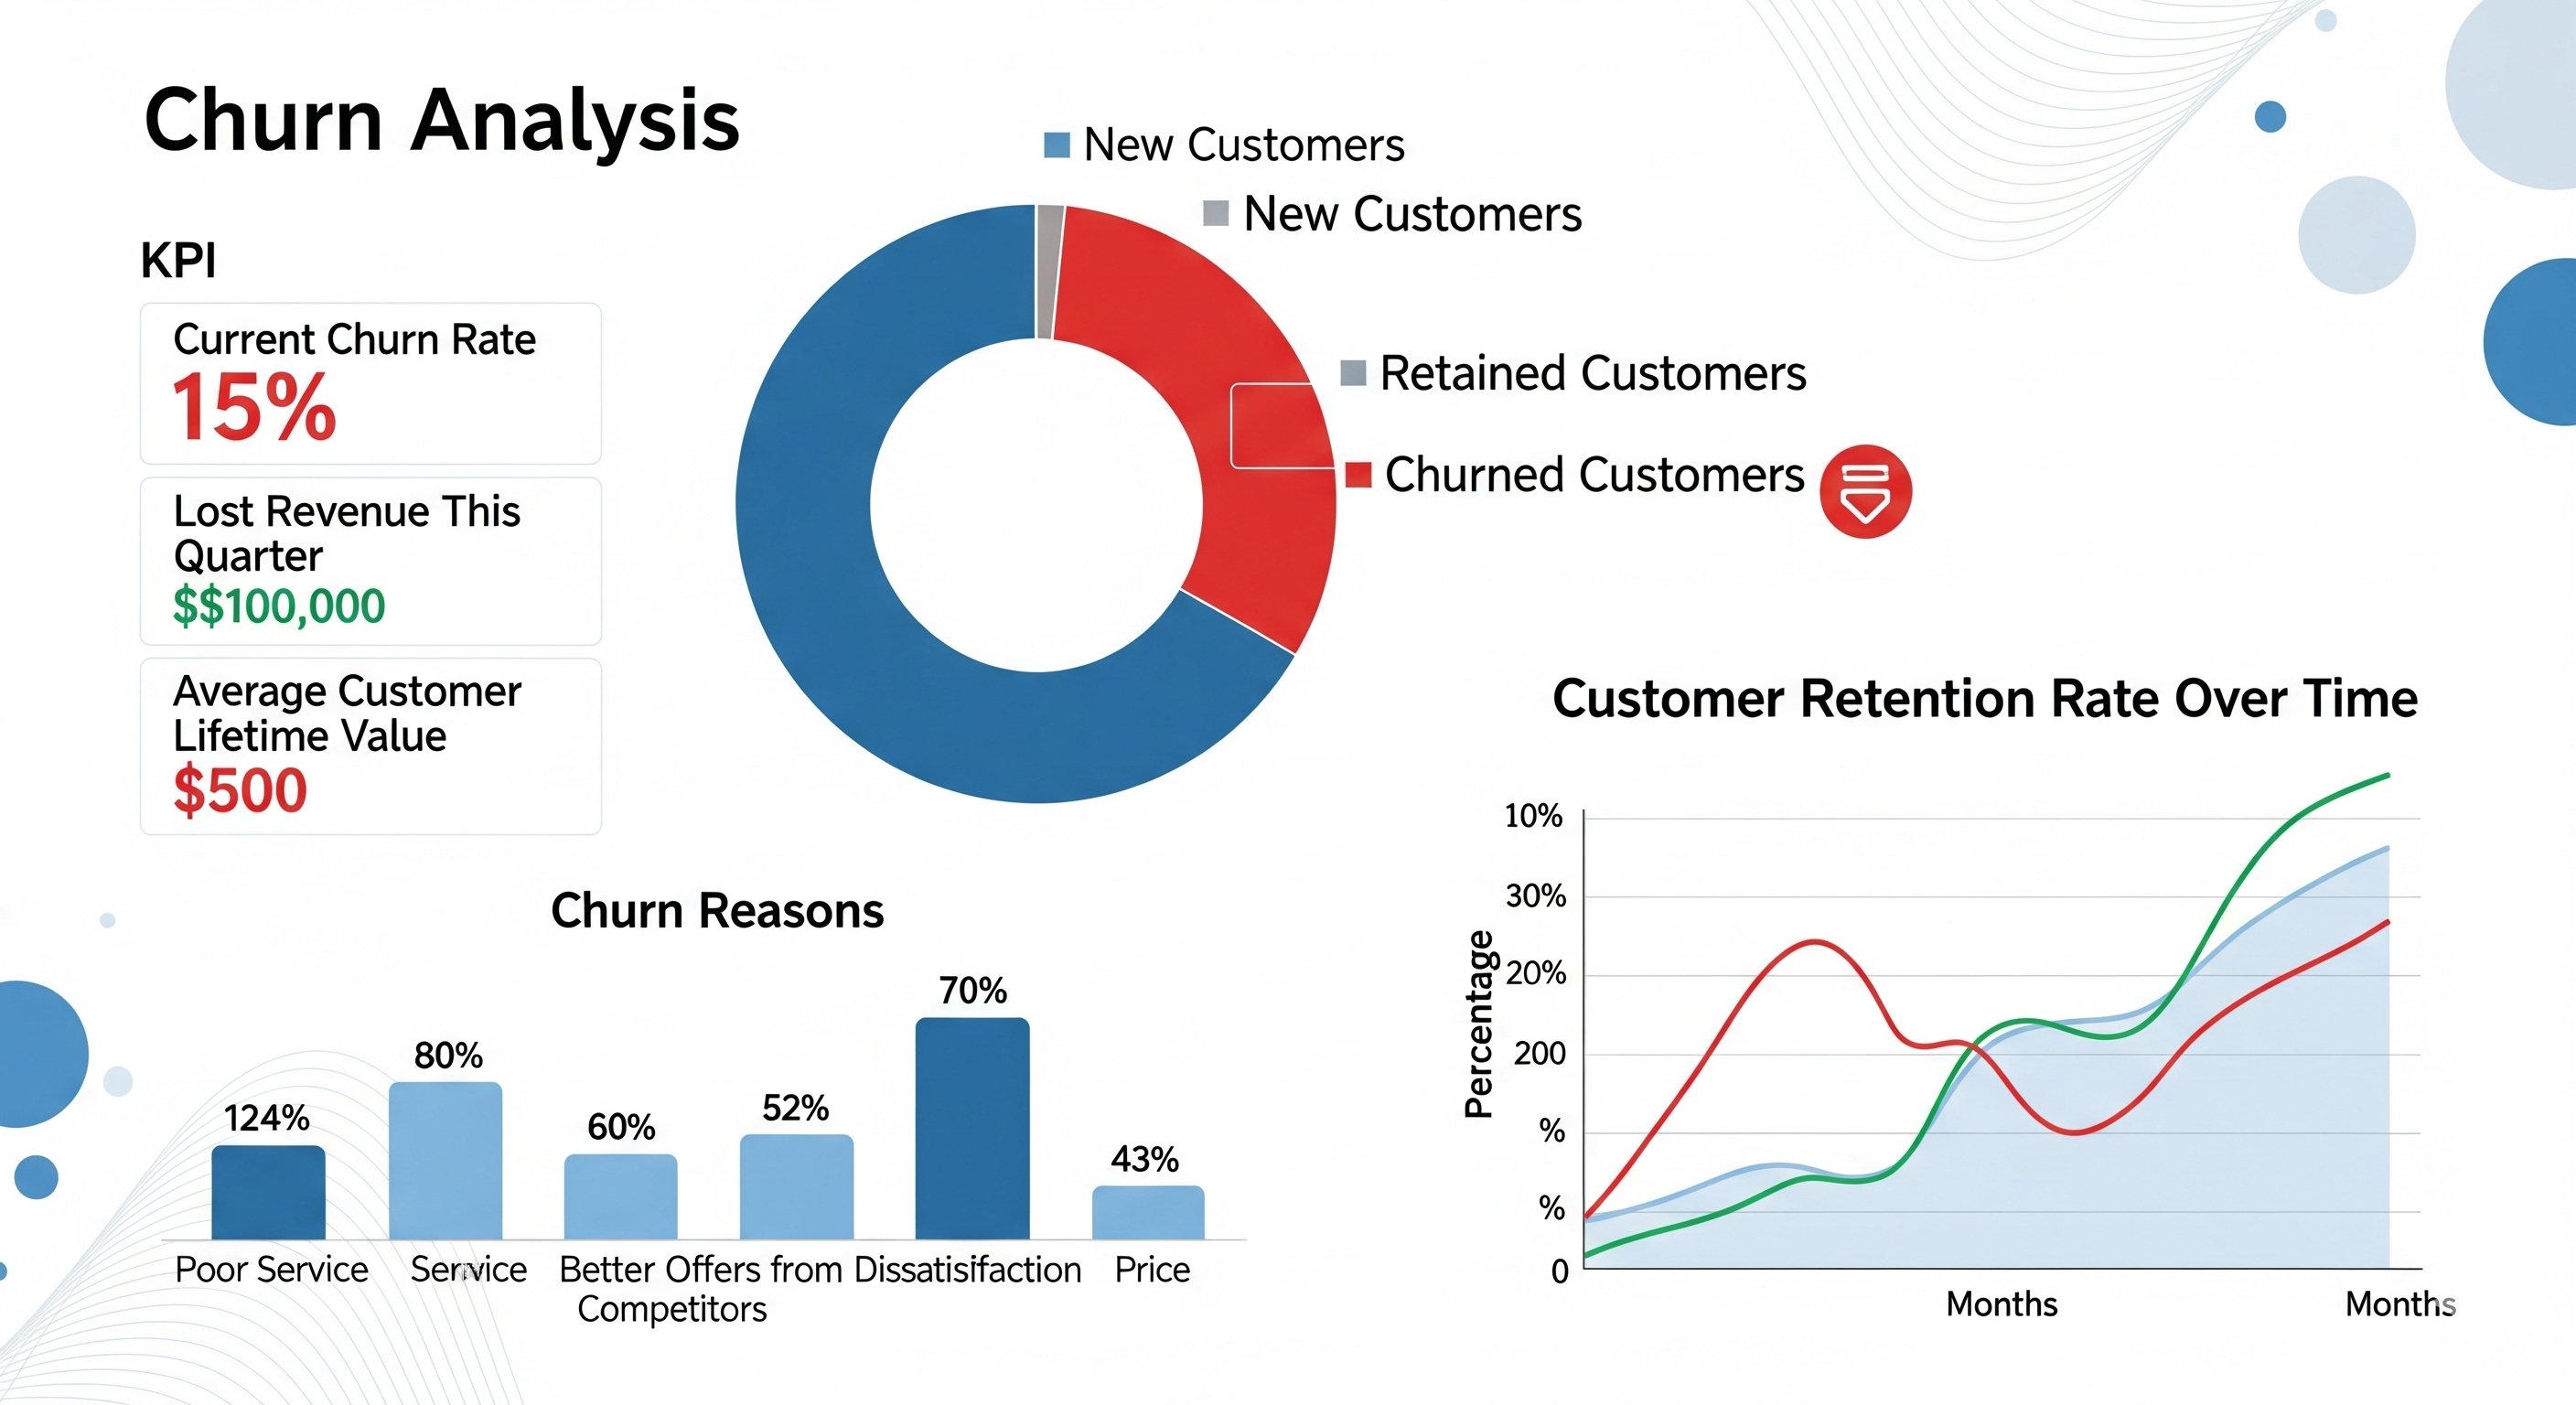 Churn Analysis
KPI
Current Churn Rate
15%
Lost Revenue This
Quarter
$$100,000
Average Customer
Lifetime Value
$500
New Customers
New Customers
Retained Customers
Churned Customers
Churn Reasons
124%
80%
60%
52%
70%
43%
Poor Service
Service
Better Offers from
Competitors
Dissatisifaction
Price
Customer Retention Rate Over Time
Percentage
10%
30%
20%
200
%
%
0
Months
Months